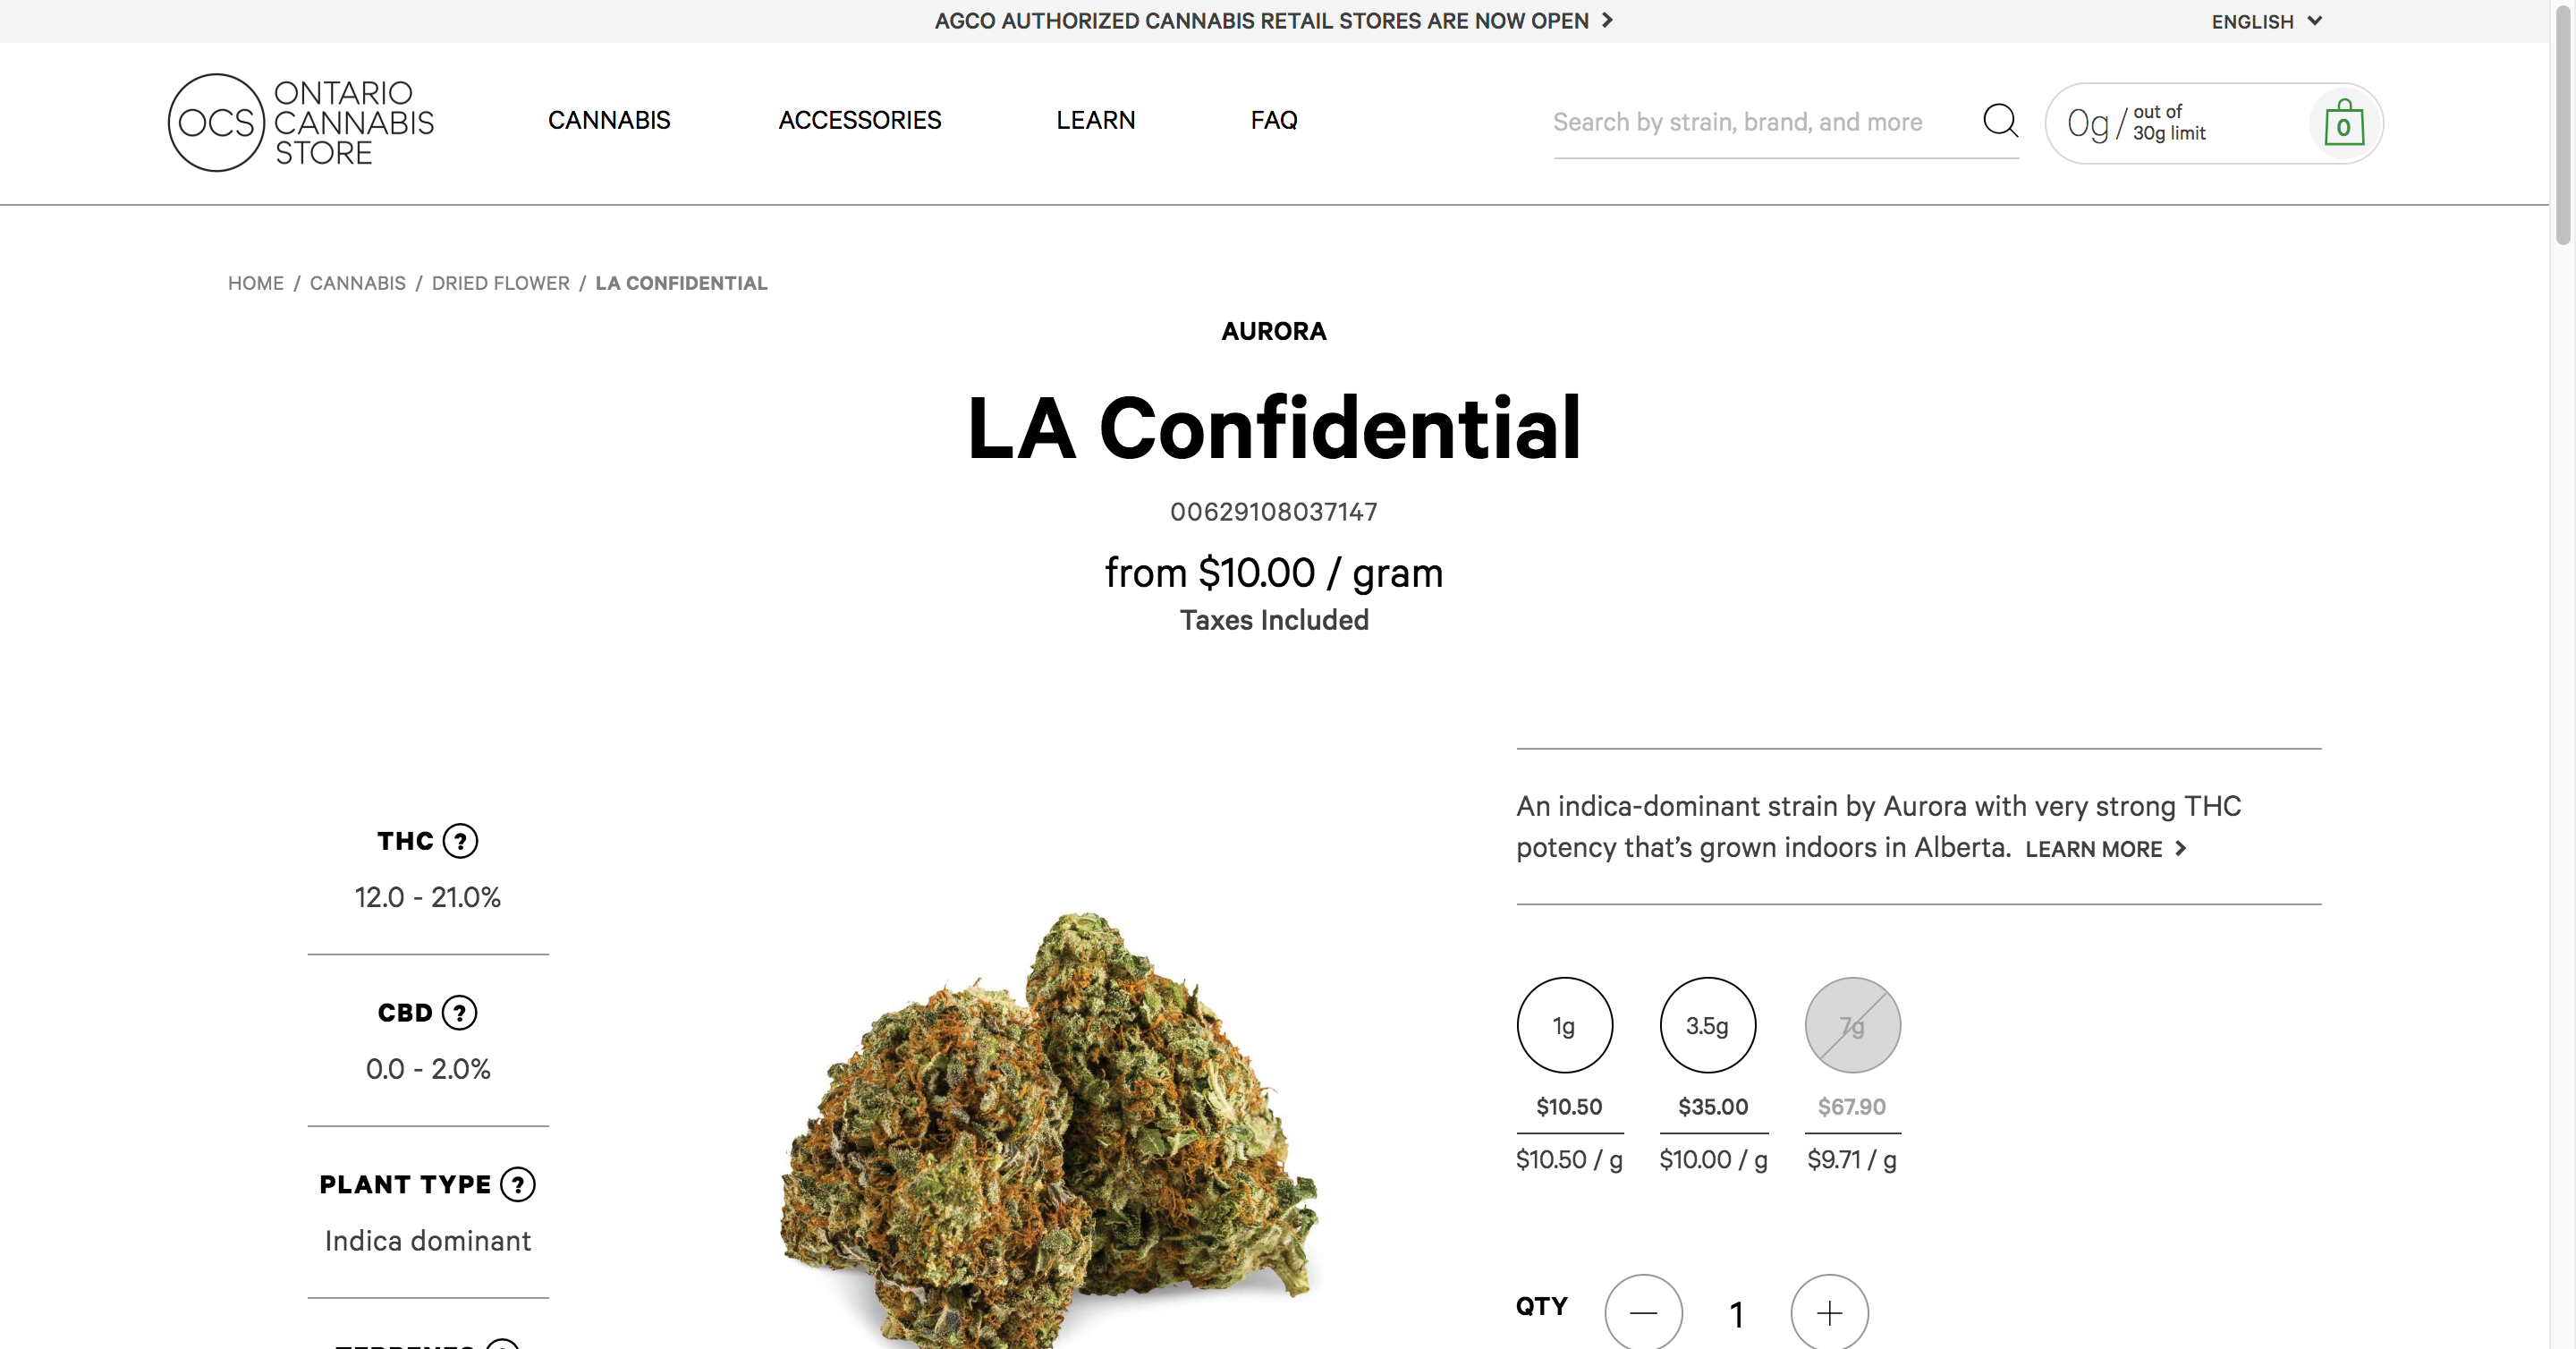 AGCO AUTHORIZED CANNABIS RETAIL STORES ARE NOW OPEN
ENGLISH
OCS
ONTARIO
CANNABIS
STORE
CANNABIS
ACCESSORIES
LEARN
FAQ
Search by strain, brand, and more
0g / out of
30g limit
0
HOME / CANNABIS / DRIED FLOWER / LA CONFIDENTIAL
AURORA
LA Confidential
00629108037147
from $10.00 / gram
Taxes Included
THC ?
12.0 - 21.0%
CBD ?
0.0 - 2.0%
PLANT TYPE ?
Indica dominant
An indica-dominant strain by Aurora with very strong THC
potency that’s grown indoors in Alberta. LEARN MORE
1g 3.5g 7g
$10.50 $35.00 $67.90
$10.50 / g $10.00 / g $9.71 / g
QTY — 1 +